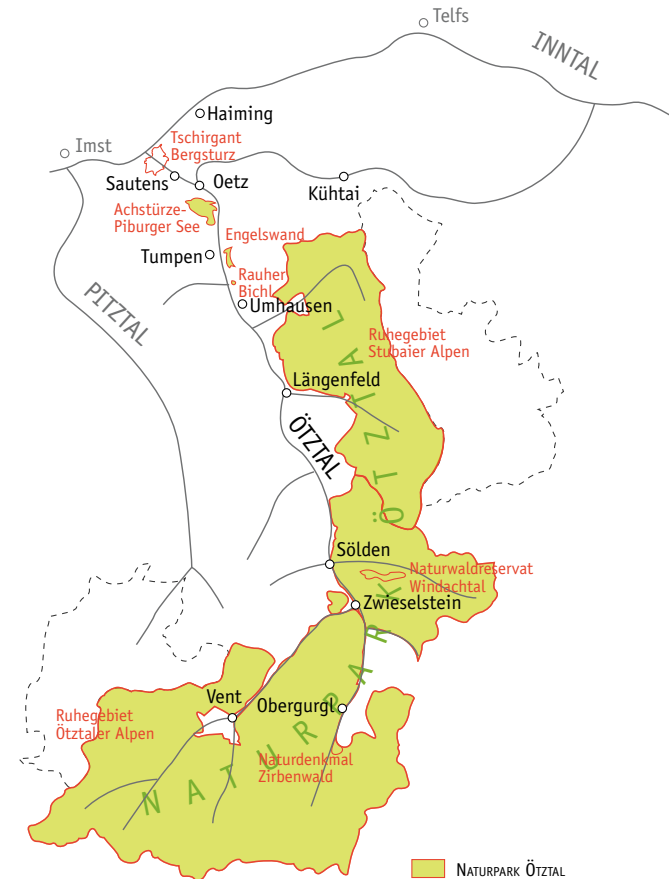 Telfs
INNTAL
Haiming
Imst
Tschirgant
Bergsturz
Sautens
Oetz
Kühtai
Achstürze-
Piburger See
Engelswand
Tumpen
Rauher
Bichl
Umhausen
PITZTAL
Ruhegebiet
Stubaier Alpen
Längenfeld
ÖTZTAL
Sölden
Naturwaldreservat
Windachtal
Zwieselstein
Vent
Obergurgl
Ruhegebiet
Ötztaler Alpen
Naturdenkmal
Zirbenwald
NATURPARK ÖTZTAL
NATURPARK ÖTZTAL